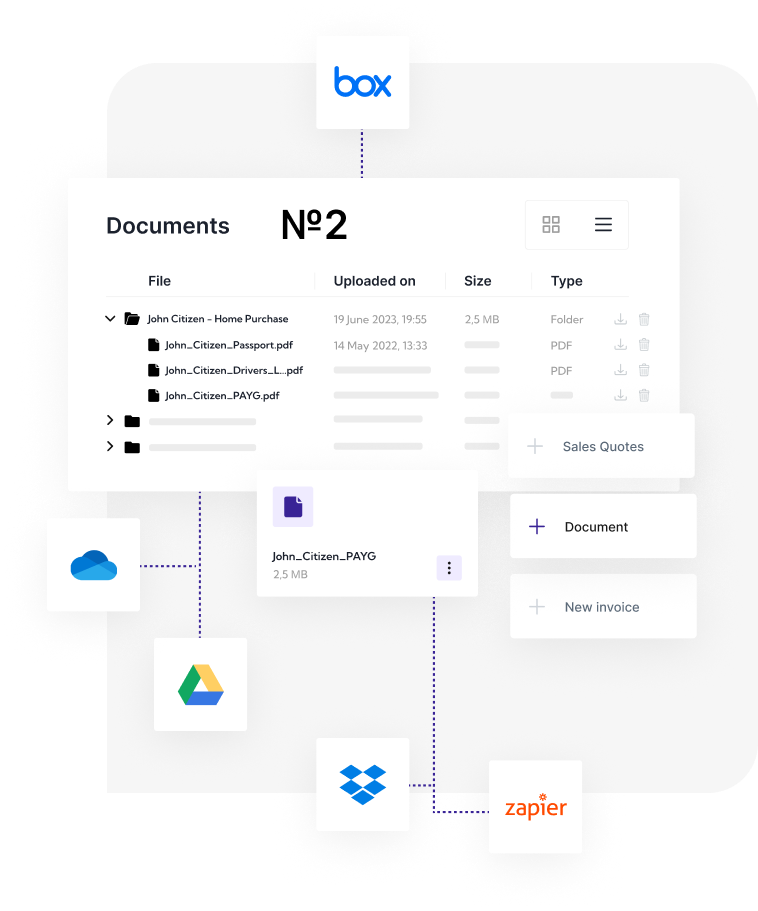 box
Documents №2
File Uploaded on Size Type
John Citizen - Home Purchase 19 June 2023, 19:55 2,5 MB Folder
John_Citizen_Passport.pdf 14 May 2022, 13:33 PDF
John_Citizen_Drivers_L...pdf PDF
John_Citizen_PAYG.pdf
Sales Quotes
Document
John_Citizen_PAYG
2,5 MB
New invoice
zapier